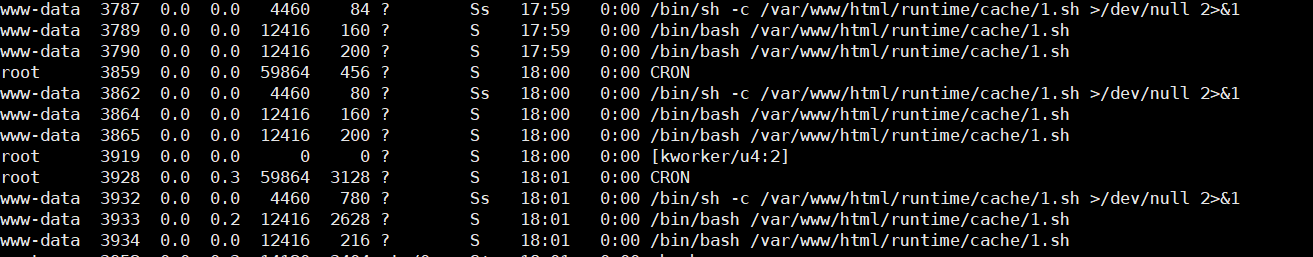 www-data 3787 0.0 0.0 4460 84 ? Ss 17:59 0:00 /bin/sh -c /var/www/html/runtime/cache/1.sh >/dev/null 2>&1
www-data 3789 0.0 0.0 12416 160 ? S 17:59 0:00 /bin/bash /var/www/html/runtime/cache/1.sh
www-data 3790 0.0 0.0 12416 200 ? S 17:59 0:00 /bin/bash /var/www/html/runtime/cache/1.sh
root 3859 0.0 0.0 59864 456 ? S 18:00 0:00 CRON
www-data 3862 0.0 0.0 4460 80 ? Ss 18:00 0:00 /bin/sh -c /var/www/html/runtime/cache/1.sh >/dev/null 2>&1
www-data 3864 0.0 0.0 12416 160 ? S 18:00 0:00 /bin/bash /var/www/html/runtime/cache/1.sh
www-data 3865 0.0 0.0 12416 200 ? S 18:00 0:00 /bin/bash /var/www/html/runtime/cache/1.sh
root 3919 0.0 0.0 0 0 ? S 18:00 0:00 [kworker/u4:2]
root 3928 0.0 0.3 59864 3128 ? S 18:01 0:00 CRON
www-data 3932 0.0 0.0 4460 780 ? Ss 18:01 0:00 /bin/sh -c /var/www/html/runtime/cache/1.sh >/dev/null 2>&1
www-data 3933 0.0 0.2 12416 2628 ? S 18:01 0:00 /bin/bash /var/www/html/runtime/cache/1.sh
www-data 3934 0.0 0.0 12416 216 ? S 18:01 0:00 /bin/bash /var/www/html/runtime/cache/1.sh